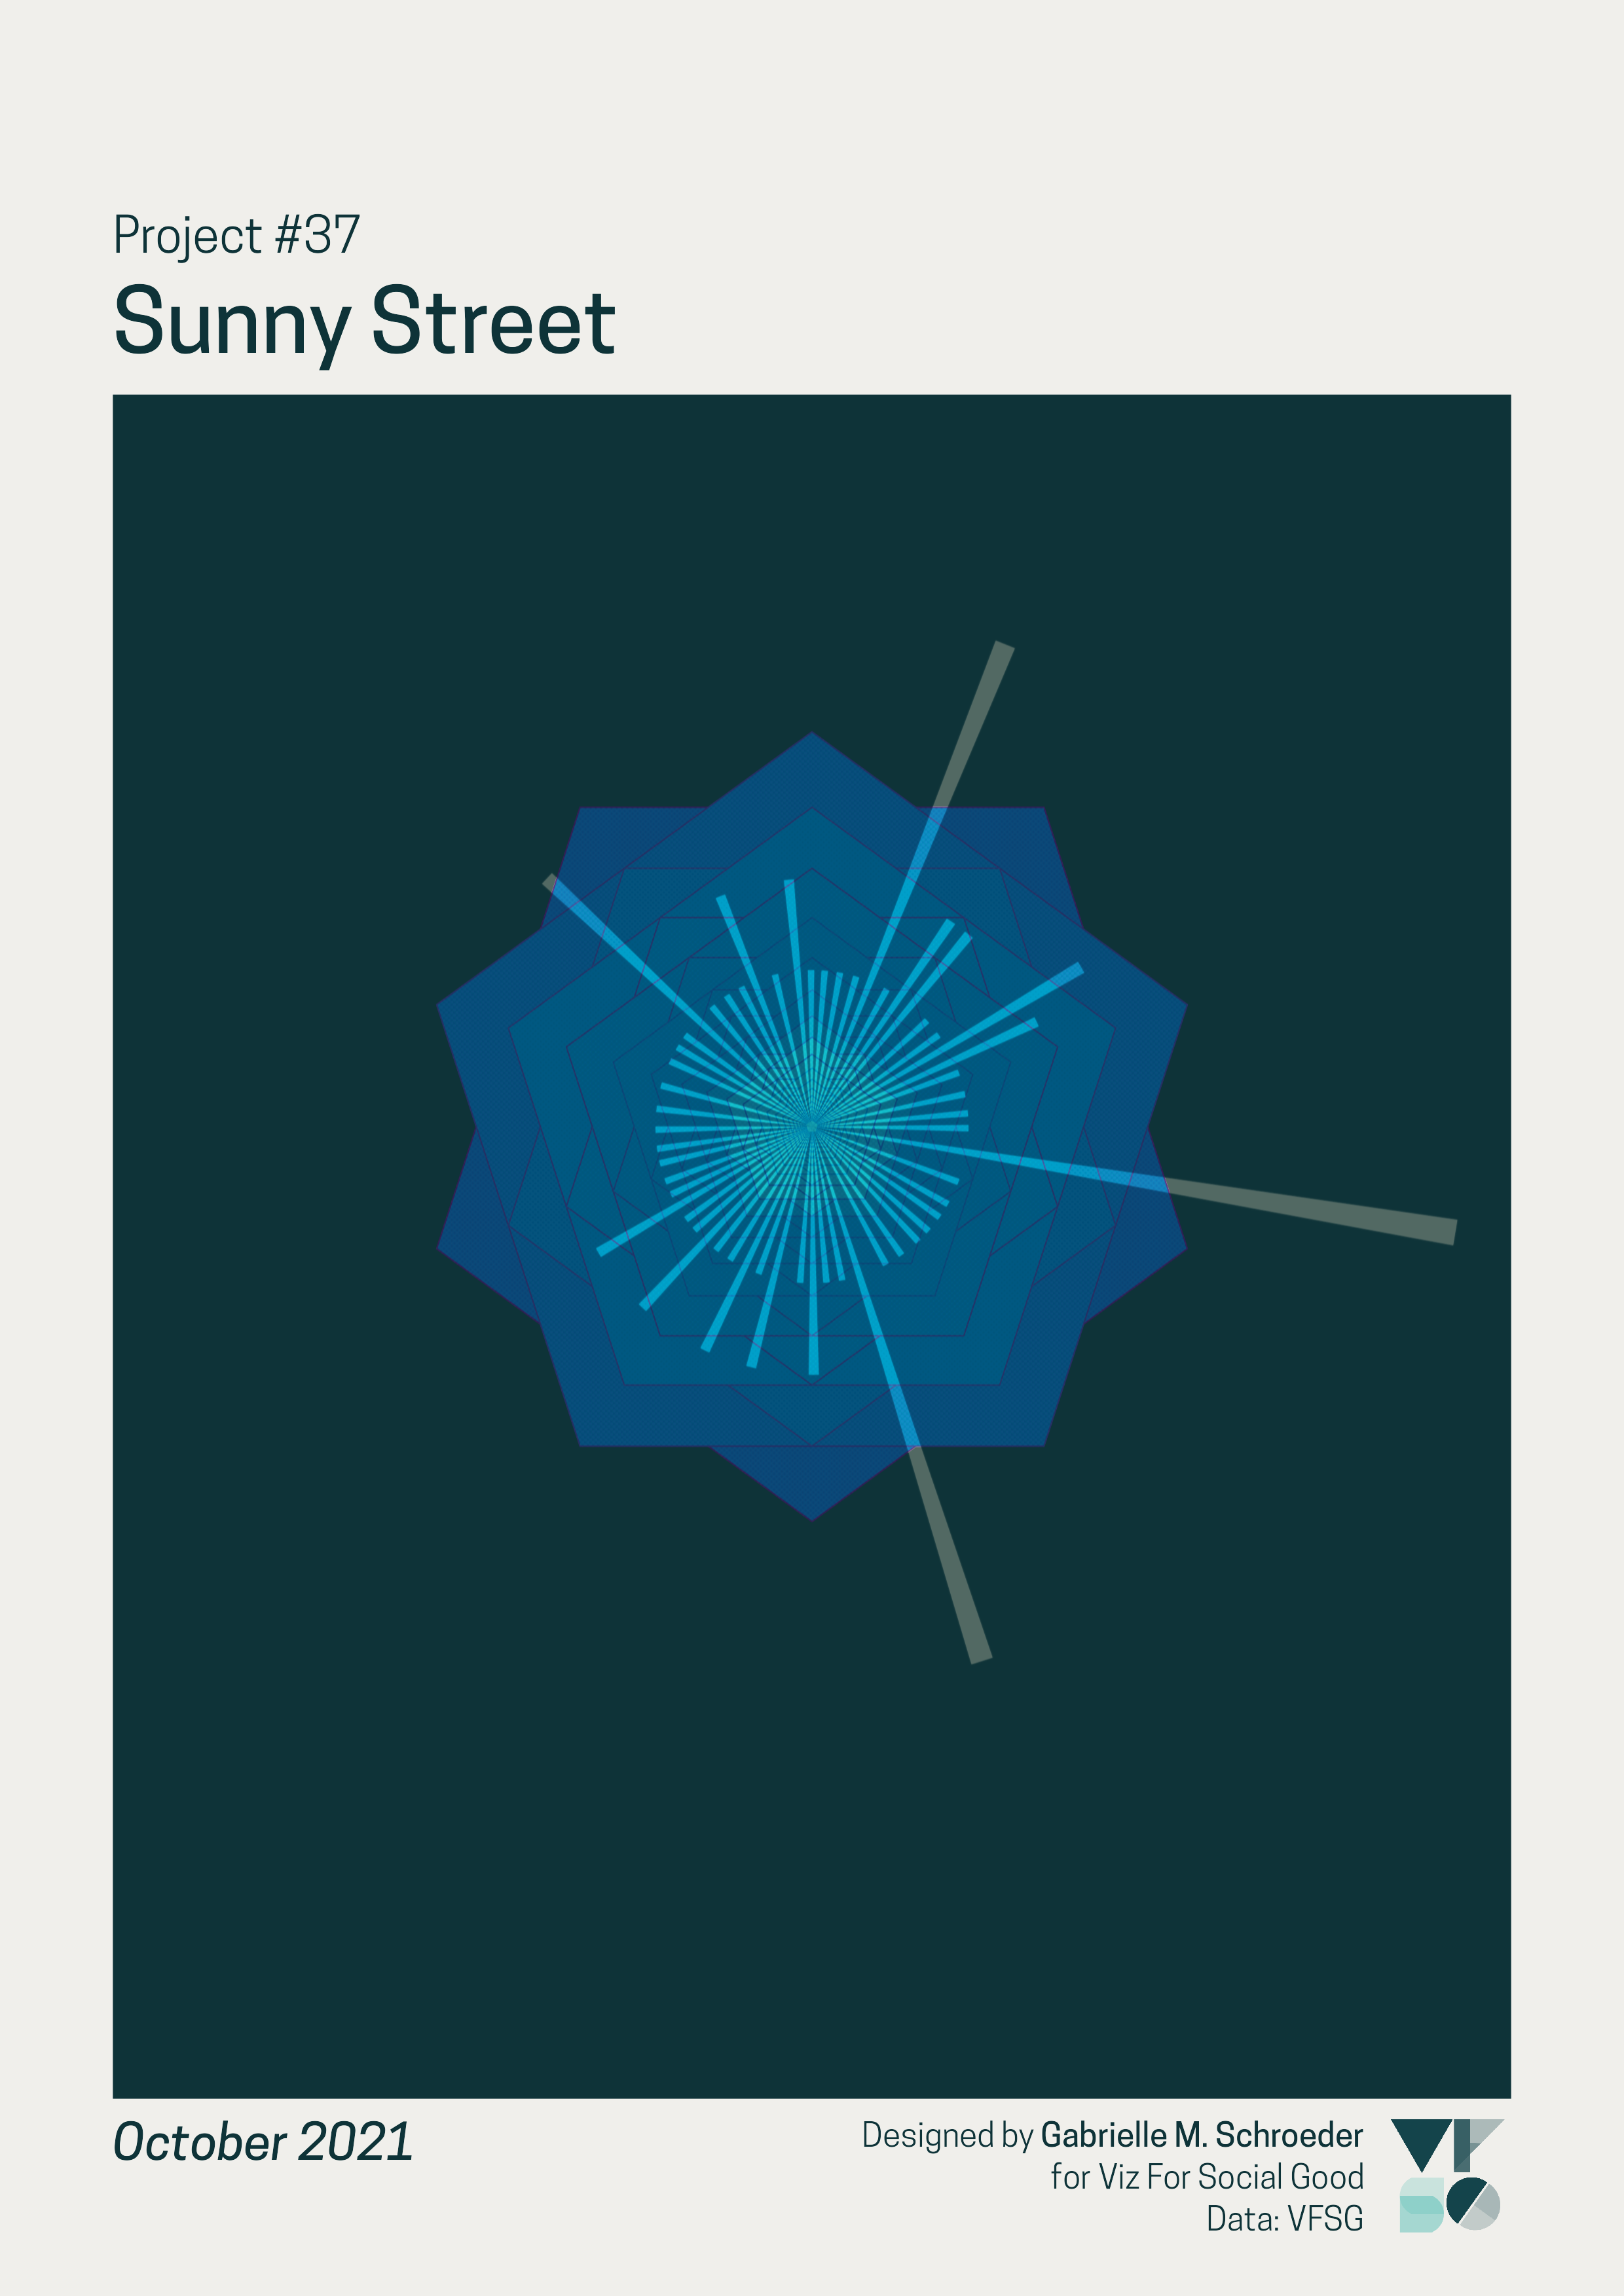 Project #37
Sunny Street
October 2021
Designed by Gabrielle M. Schroeder
for Viz For Social Good
Data: VFSG